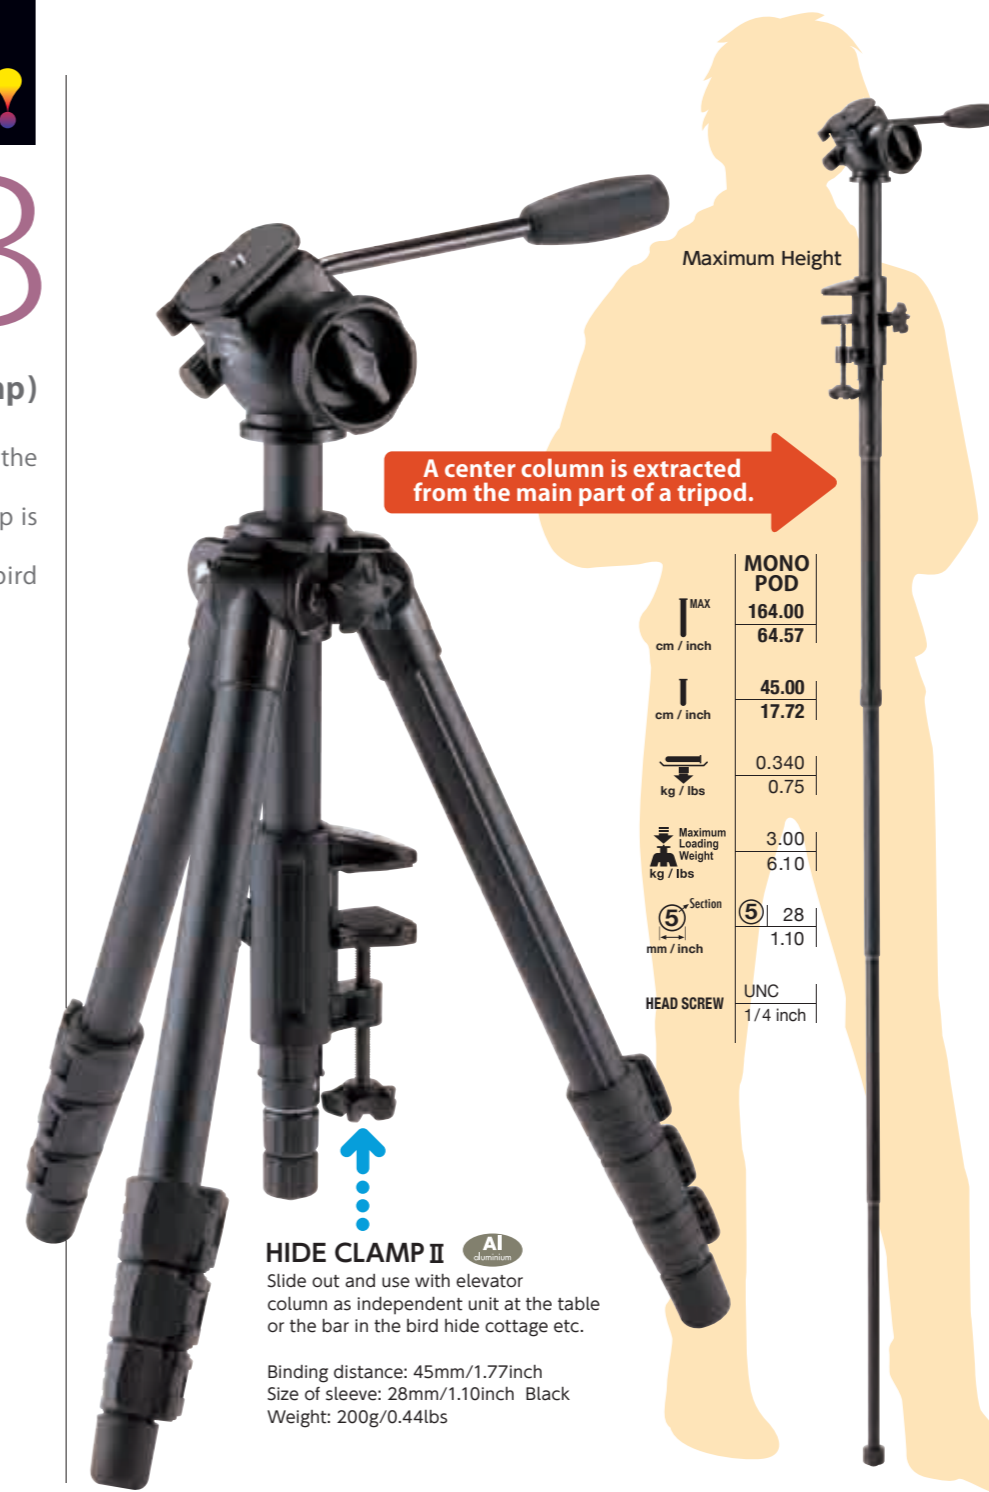 8
mp)
the
p is
bird
Maximum Height
A center column is extracted
from the main part of a tripod.
MONO
POD
MAX
cm / inch
164.00
64.57
cm / inch
45.00
17.72
kg / lbs
0.340
0.75
Maximum
Loading
Weight
kg / lbs
3.00
6.10
5
Section
mm / inch
⑤ 28
1.10
HEAD SCREW
UNC
1/4 inch
HIDE CLAMP II
Al
aluminium
Slide out and use with elevator
column as independent unit at the table
or the bar in the bird hide cottage etc.
Binding distance: 45mm/1.77inch
Size of sleeve: 28mm/1.10inch Black
Weight: 200g/0.44lbs